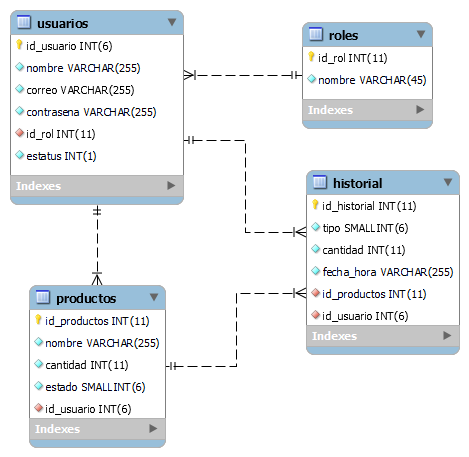 usuarios
id_usuario INT(6)
nombre VARCHAR(255)
correo VARCHAR(255)
contrasena VARCHAR(255)
id_rol INT(11)
estatus INT(1)
Indexes
roles
id_rol INT(11)
nombre VARCHAR(45)
Indexes
historial
id_historial INT(11)
tipo SMALLINT(6)
cantidad INT(11)
fecha_hora VARCHAR(255)
id_productos INT(11)
id_usuario INT(6)
Indexes
productos
id_productos INT(11)
nombre VARCHAR(255)
cantidad INT(11)
estado SMALLINT(6)
id_usuario INT(6)
Indexes